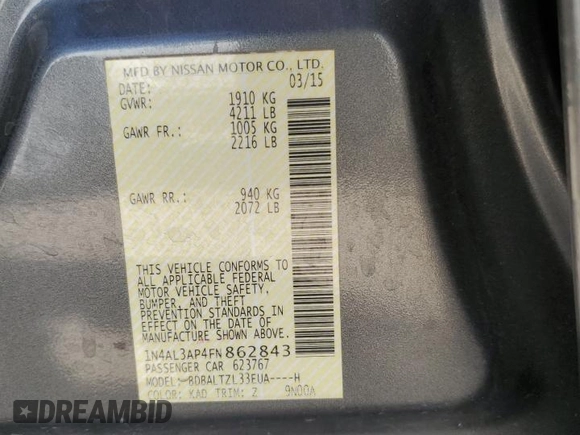 MFD BY NISSAN MOTOR CO., LTD.
DATE: 03/15
GVWR: 1910 KG
4211 LB
GAWR FR.: 1005 KG
2216 LB
GAWR RR.: 940 KG
2072 LB
THIS VEHICLE CONFORMS TO
ALL APPLICABLE FEDERAL
MOTOR VEHICLE SAFETY,
BUMPER, AND THEFT
PREVENTION STANDARDS IN
EFFECT ON THE DATE OF
MANUFACTURE SHOWN ABOVE.
1N4AL3AP4FN862843
PASSENGER CAR 623767
MODEL: BDRALTZL33EUA----H
COLOR: KAD TRIM: Z 9N00A
DREAMBID